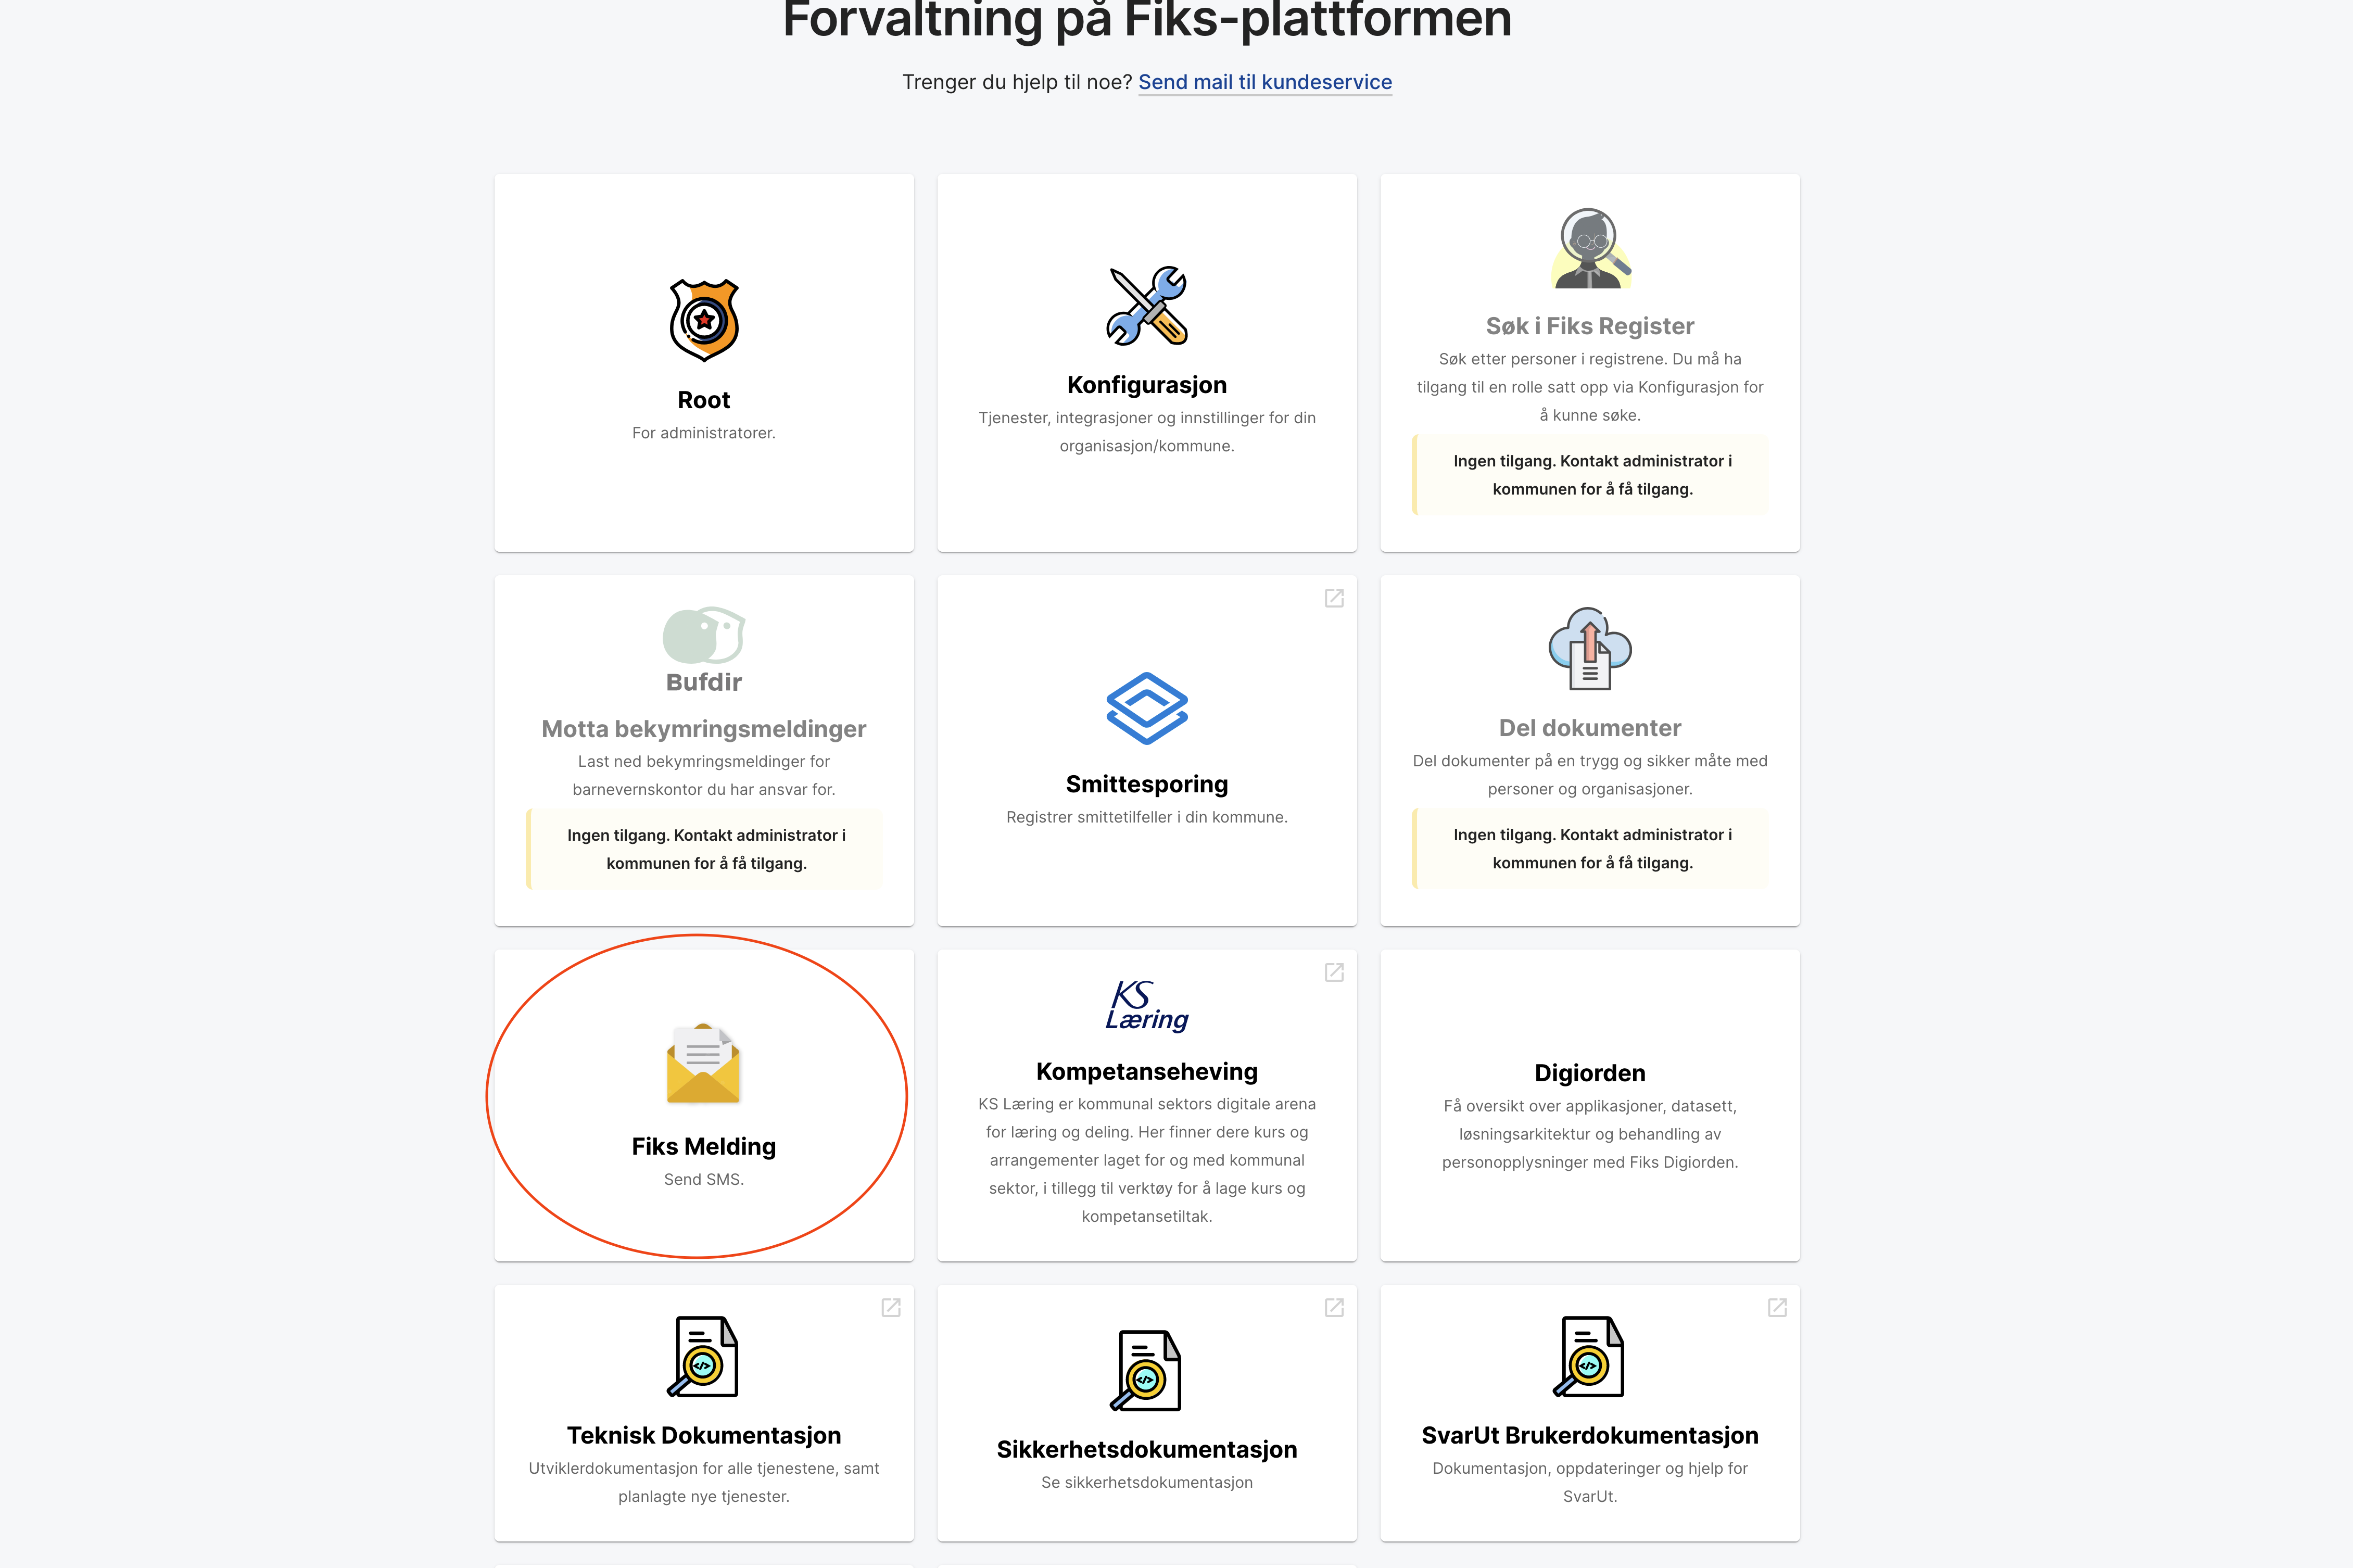 Forvaltning på Fiks-plattformen
Trenger du hjelp til noe? Send mail til kundeservice
Root
For administratorer.
Konfigurasjon
Tjenester, integrasjoner og innstillinger for din
organisasjon/kommune.
Søk i Fiks Register
Søk etter personer i registrene. Du må ha
tilgang til en rolle satt opp via Konfigurasjon for
å kunne søke.
Ingen tilgang. Kontakt administrator i
kommunen for å få tilgang.
Bufdir
Motta bekymringsmeldinger
Last ned bekymringsmeldinger for
barnevernskontor du har ansvar for.
Ingen tilgang. Kontakt administrator i
kommunen for å få tilgang.
Smittesporing
Registrer smittetilfeller i din kommune.
Del dokumenter
Del dokumenter på en trygg og sikker måte med
personer og organisasjoner.
Ingen tilgang. Kontakt administrator i
kommunen for å få tilgang.
Fiks Melding
Send SMS.
KS
Læring
Kompetanseheving
KS Læring er kommunal sektors digitale arena
for læring og deling. Her finner dere kurs og
arrangementer laget for og med kommunal
sektor, i tillegg til verktøy for å lage kurs og
kompetansetiltak.
Digiorden
Få oversikt over applikasjoner, datasett,
løsningsarkitektur og behandling av
personopplysninger med Fiks Digiorden.
</>
Teknisk Dokumentasjon
Utviklerdokumentasjon for alle tjenestene, samt
planlagte nye tjenester.
</>
Sikkerhetsdokumentasjon
Se sikkerhetsdokumentasjon
</>
SvarUt Brukerdokumentasjon
Dokumentasjon, oppdateringer og hjelp for
SvarUt.